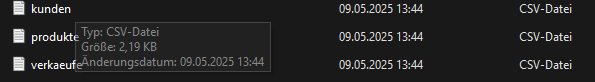 kunden 09.05.2025 13:44 CSV-Datei
produkte 09.05.2025 13:44 CSV-Datei
Typ: CSV-Datei
Größe: 2,19 KB
Änderungsdatum: 09.05.2025 13:44
verkaeufe 09.05.2025 13:44 CSV-Datei